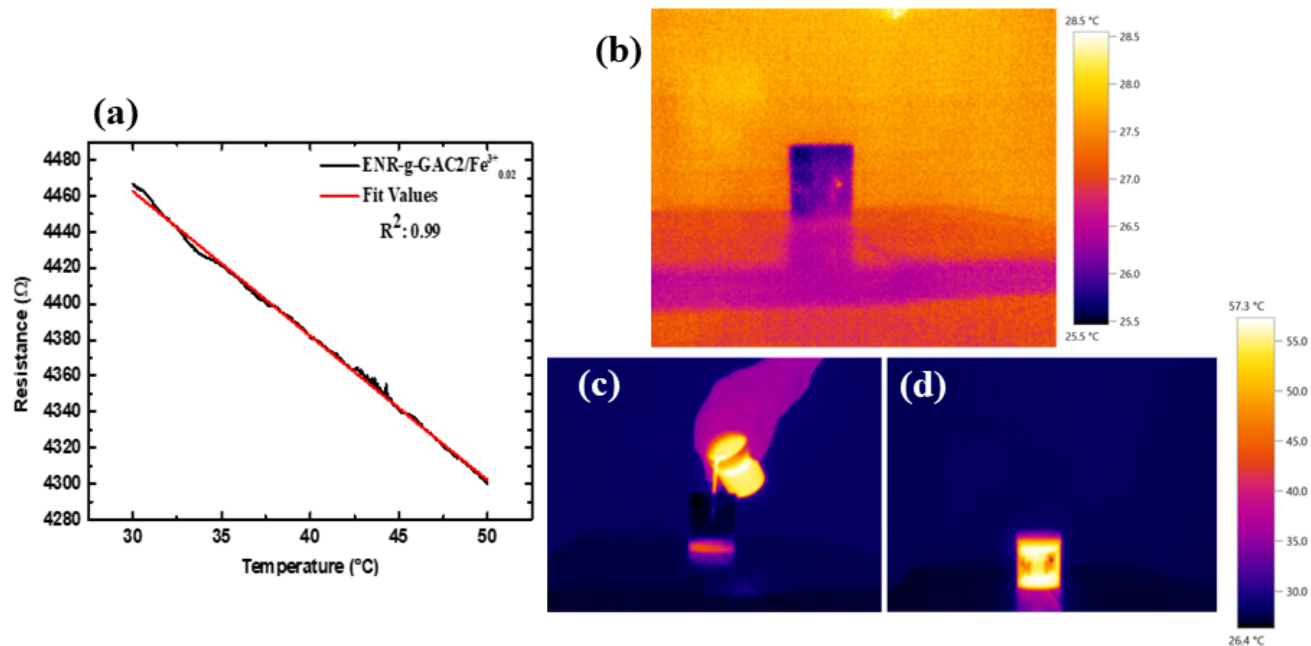 (a)
4480
4460
4440
4420
4400
4380
4360
4340
4320
4300
4280
30
35
40
45
50
Resistance (Ω)
Temperature (°C)
ENR-g-GAC2/Fe³⁺₀.₀₂
Fit Values
R²: 0.99
(b)
28.5 °C
28.5
28.0
27.5
27.0
26.5
26.0
25.5
25.5 °C
(c)
(d)
57.3 °C
55.0
50.0
45.0
40.0
35.0
30.0
26.4 °C